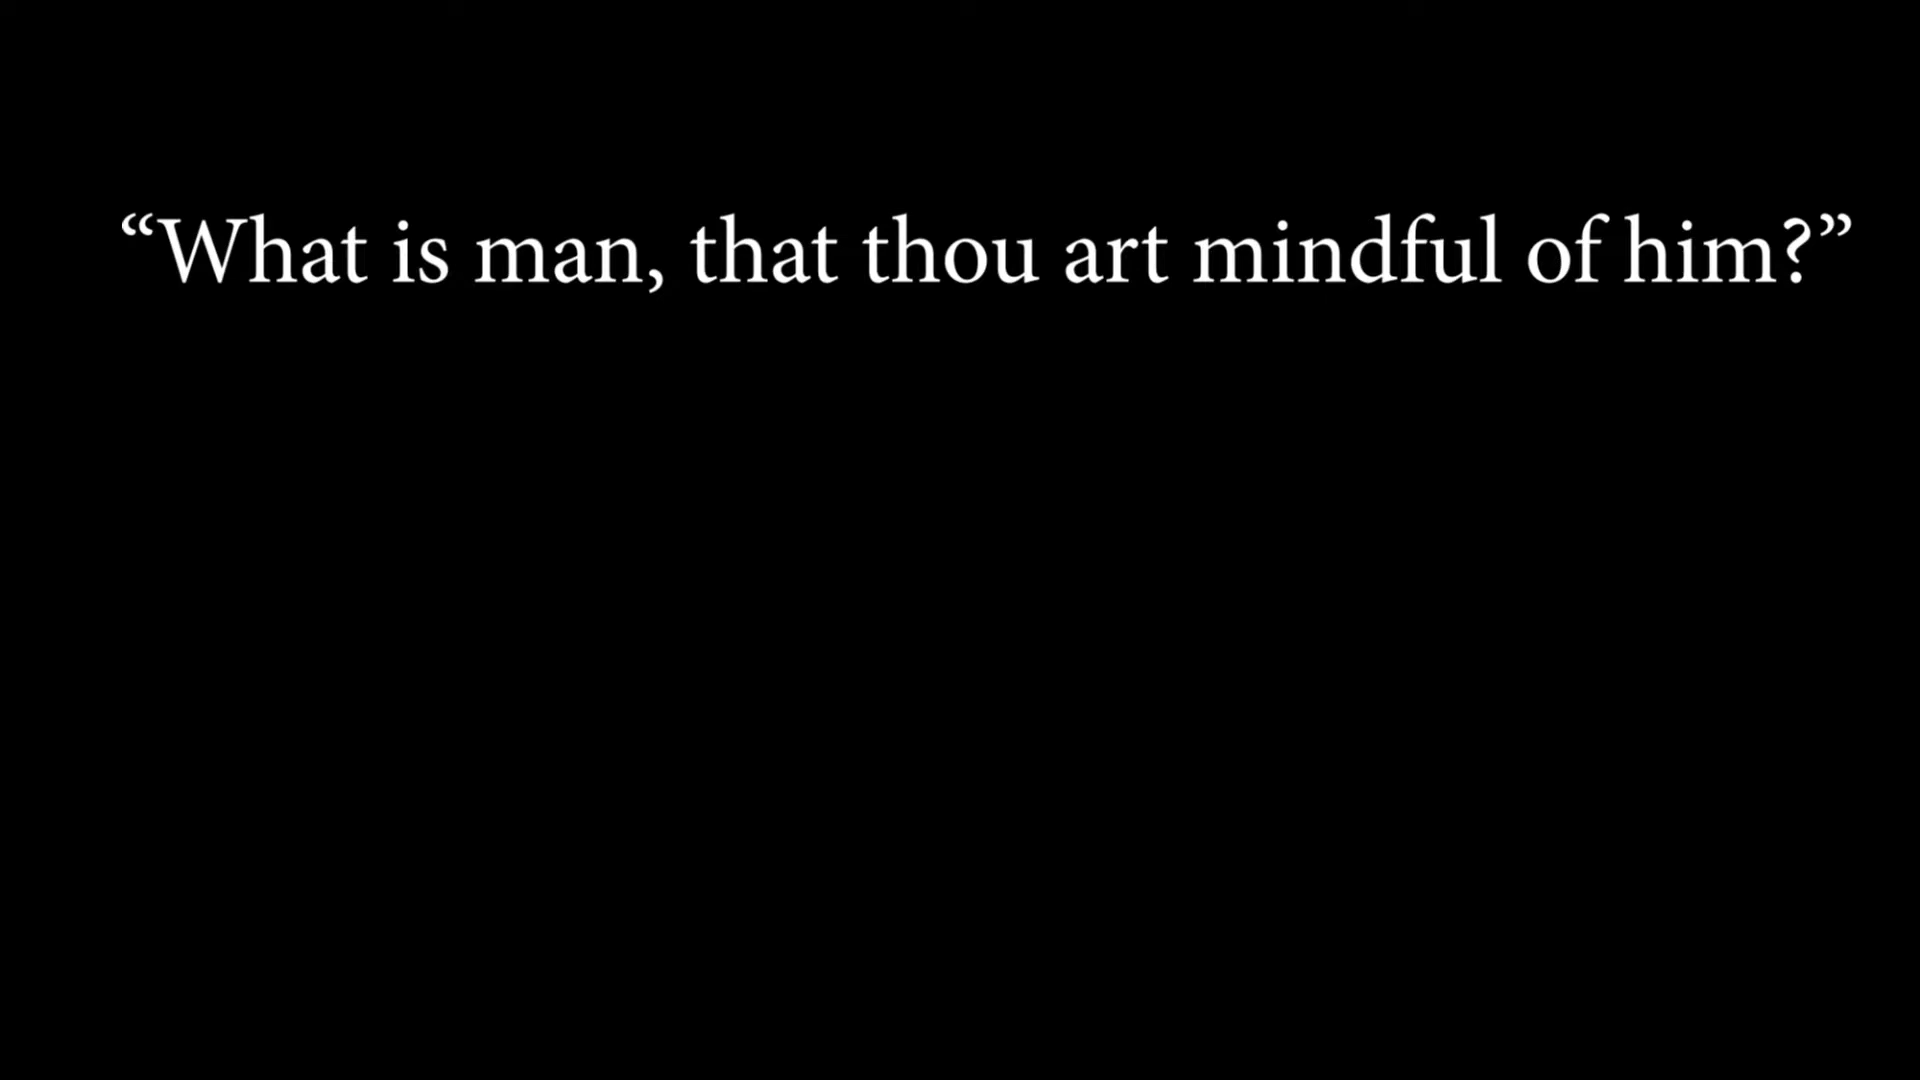 “What is man, that thou art mindful of him?”